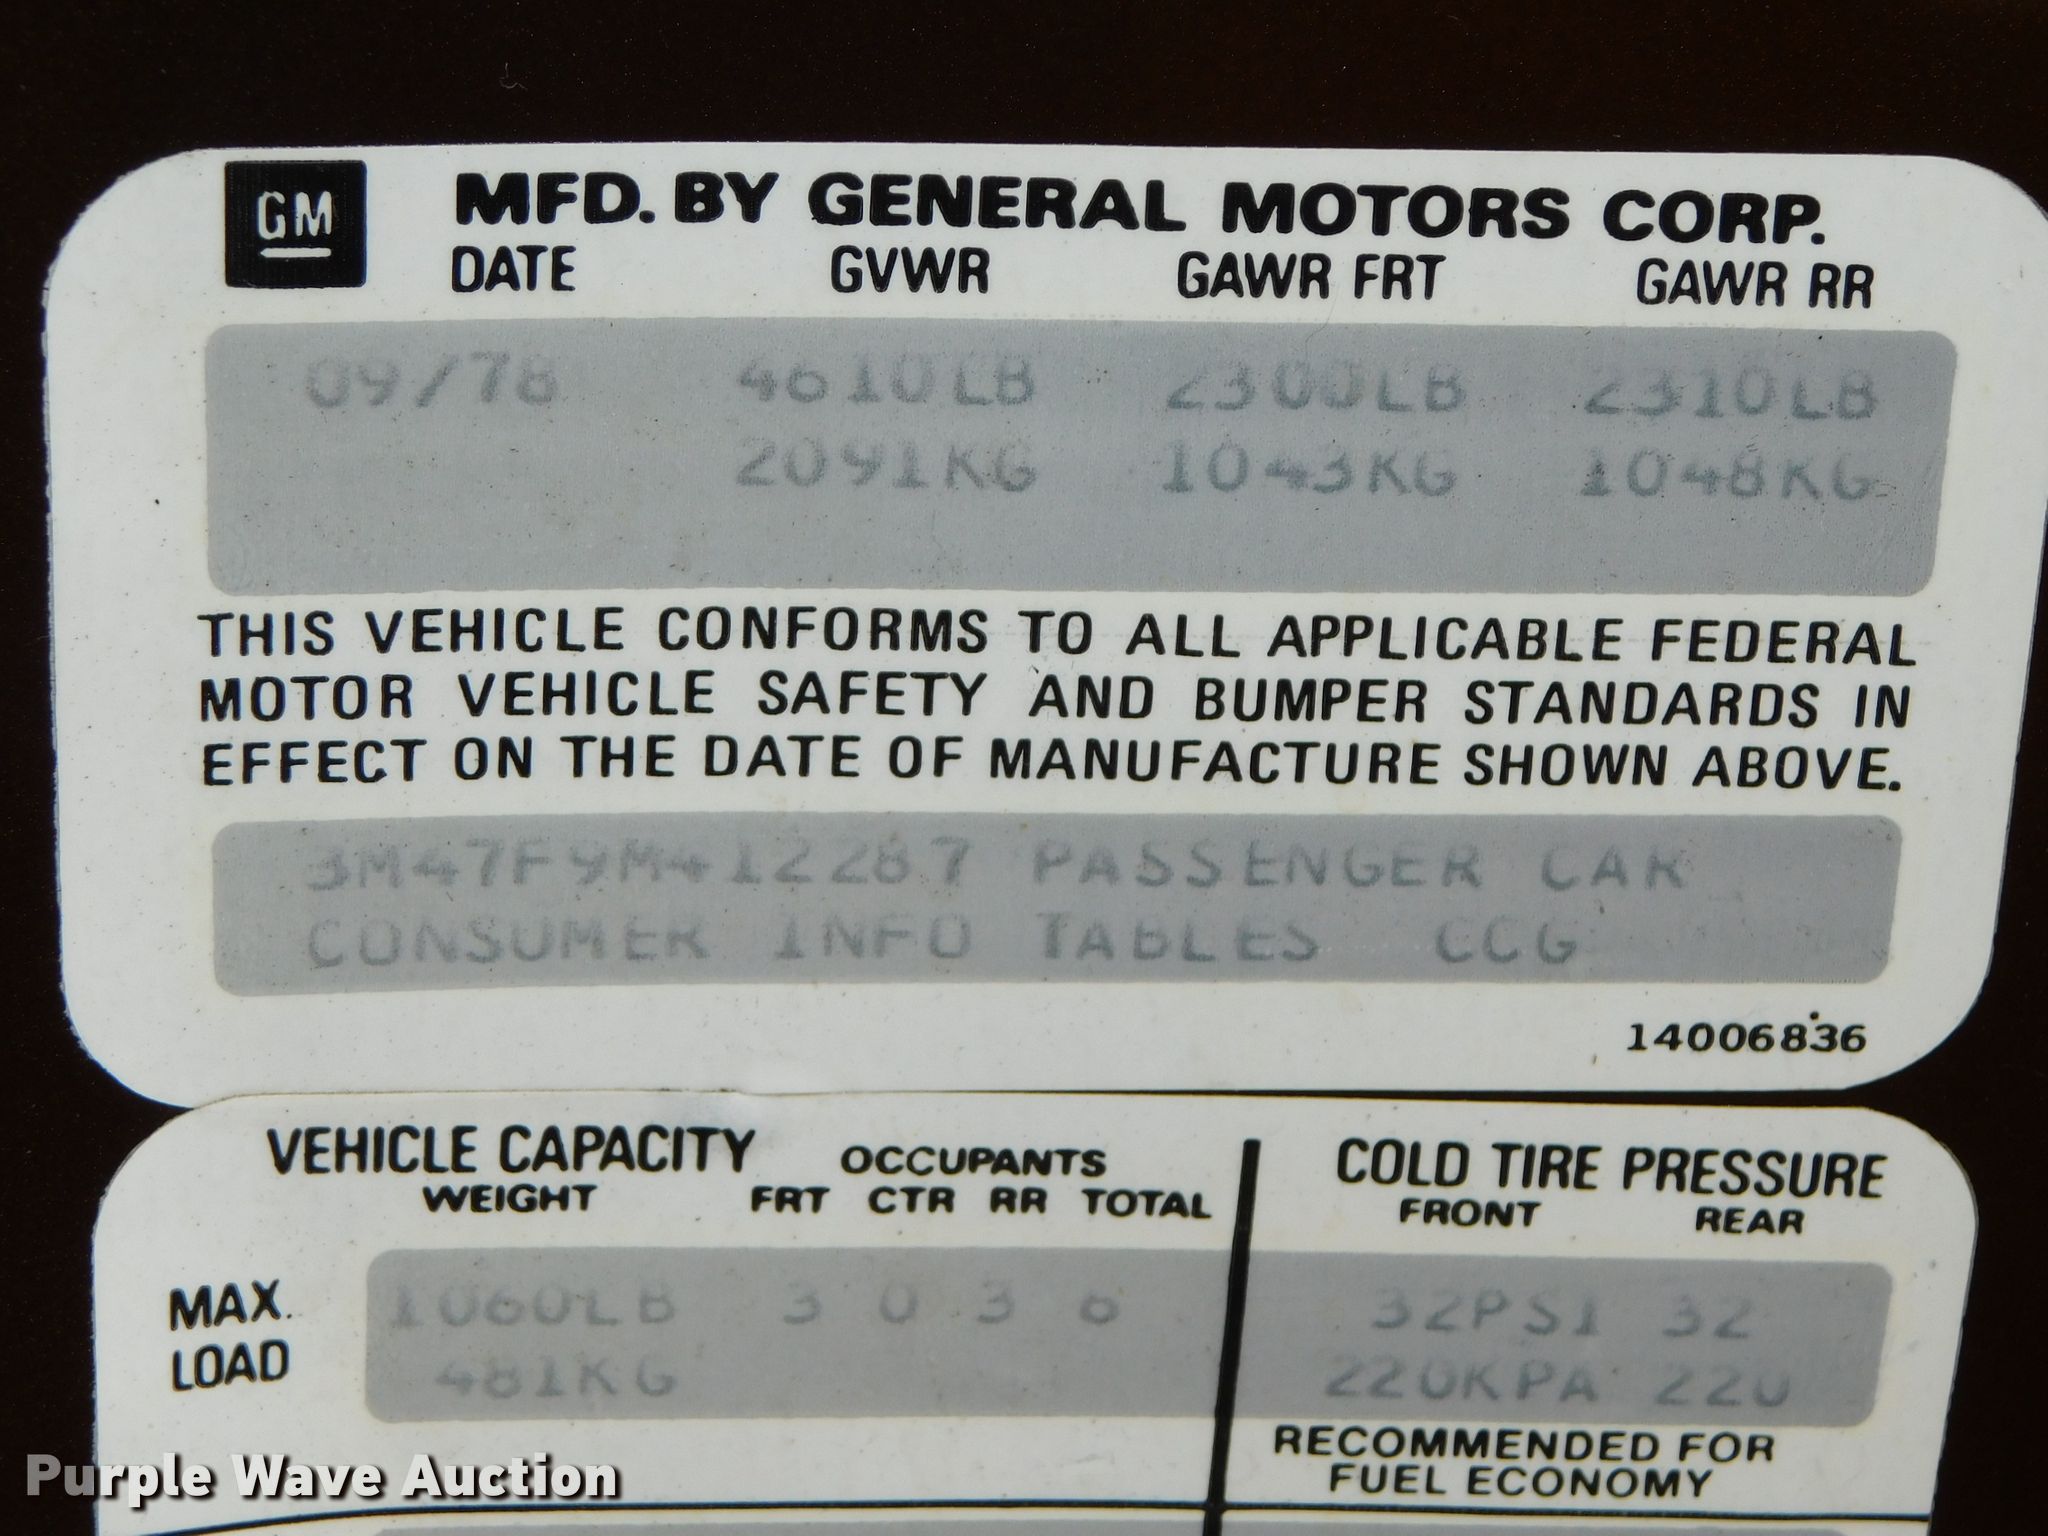 GM MFD. BY GENERAL MOTORS CORP.
DATE GVWR GAWR FRT GAWR RR
09/78 4610LB 2300LB 2310LB
2091KG 1043KG 1048KG
THIS VEHICLE CONFORMS TO ALL APPLICABLE FEDERAL
MOTOR VEHICLE SAFETY AND BUMPER STANDARDS IN
EFFECT ON THE DATE OF MANUFACTURE SHOWN ABOVE.
3M47F9M412287 PASSENGER CAR
CONSUMER INFO TABLES CCG
14006836
VEHICLE CAPACITY OCCUPANTS COLD TIRE PRESSURE
WEIGHT FRT CTR RR TOTAL FRONT REAR
MAX. 1060LB 3 0 3 6 32PSI 32
LOAD 481KG 220KPA 220
RECOMMENDED FOR
FUEL ECONOMY
Purple Wave Auction